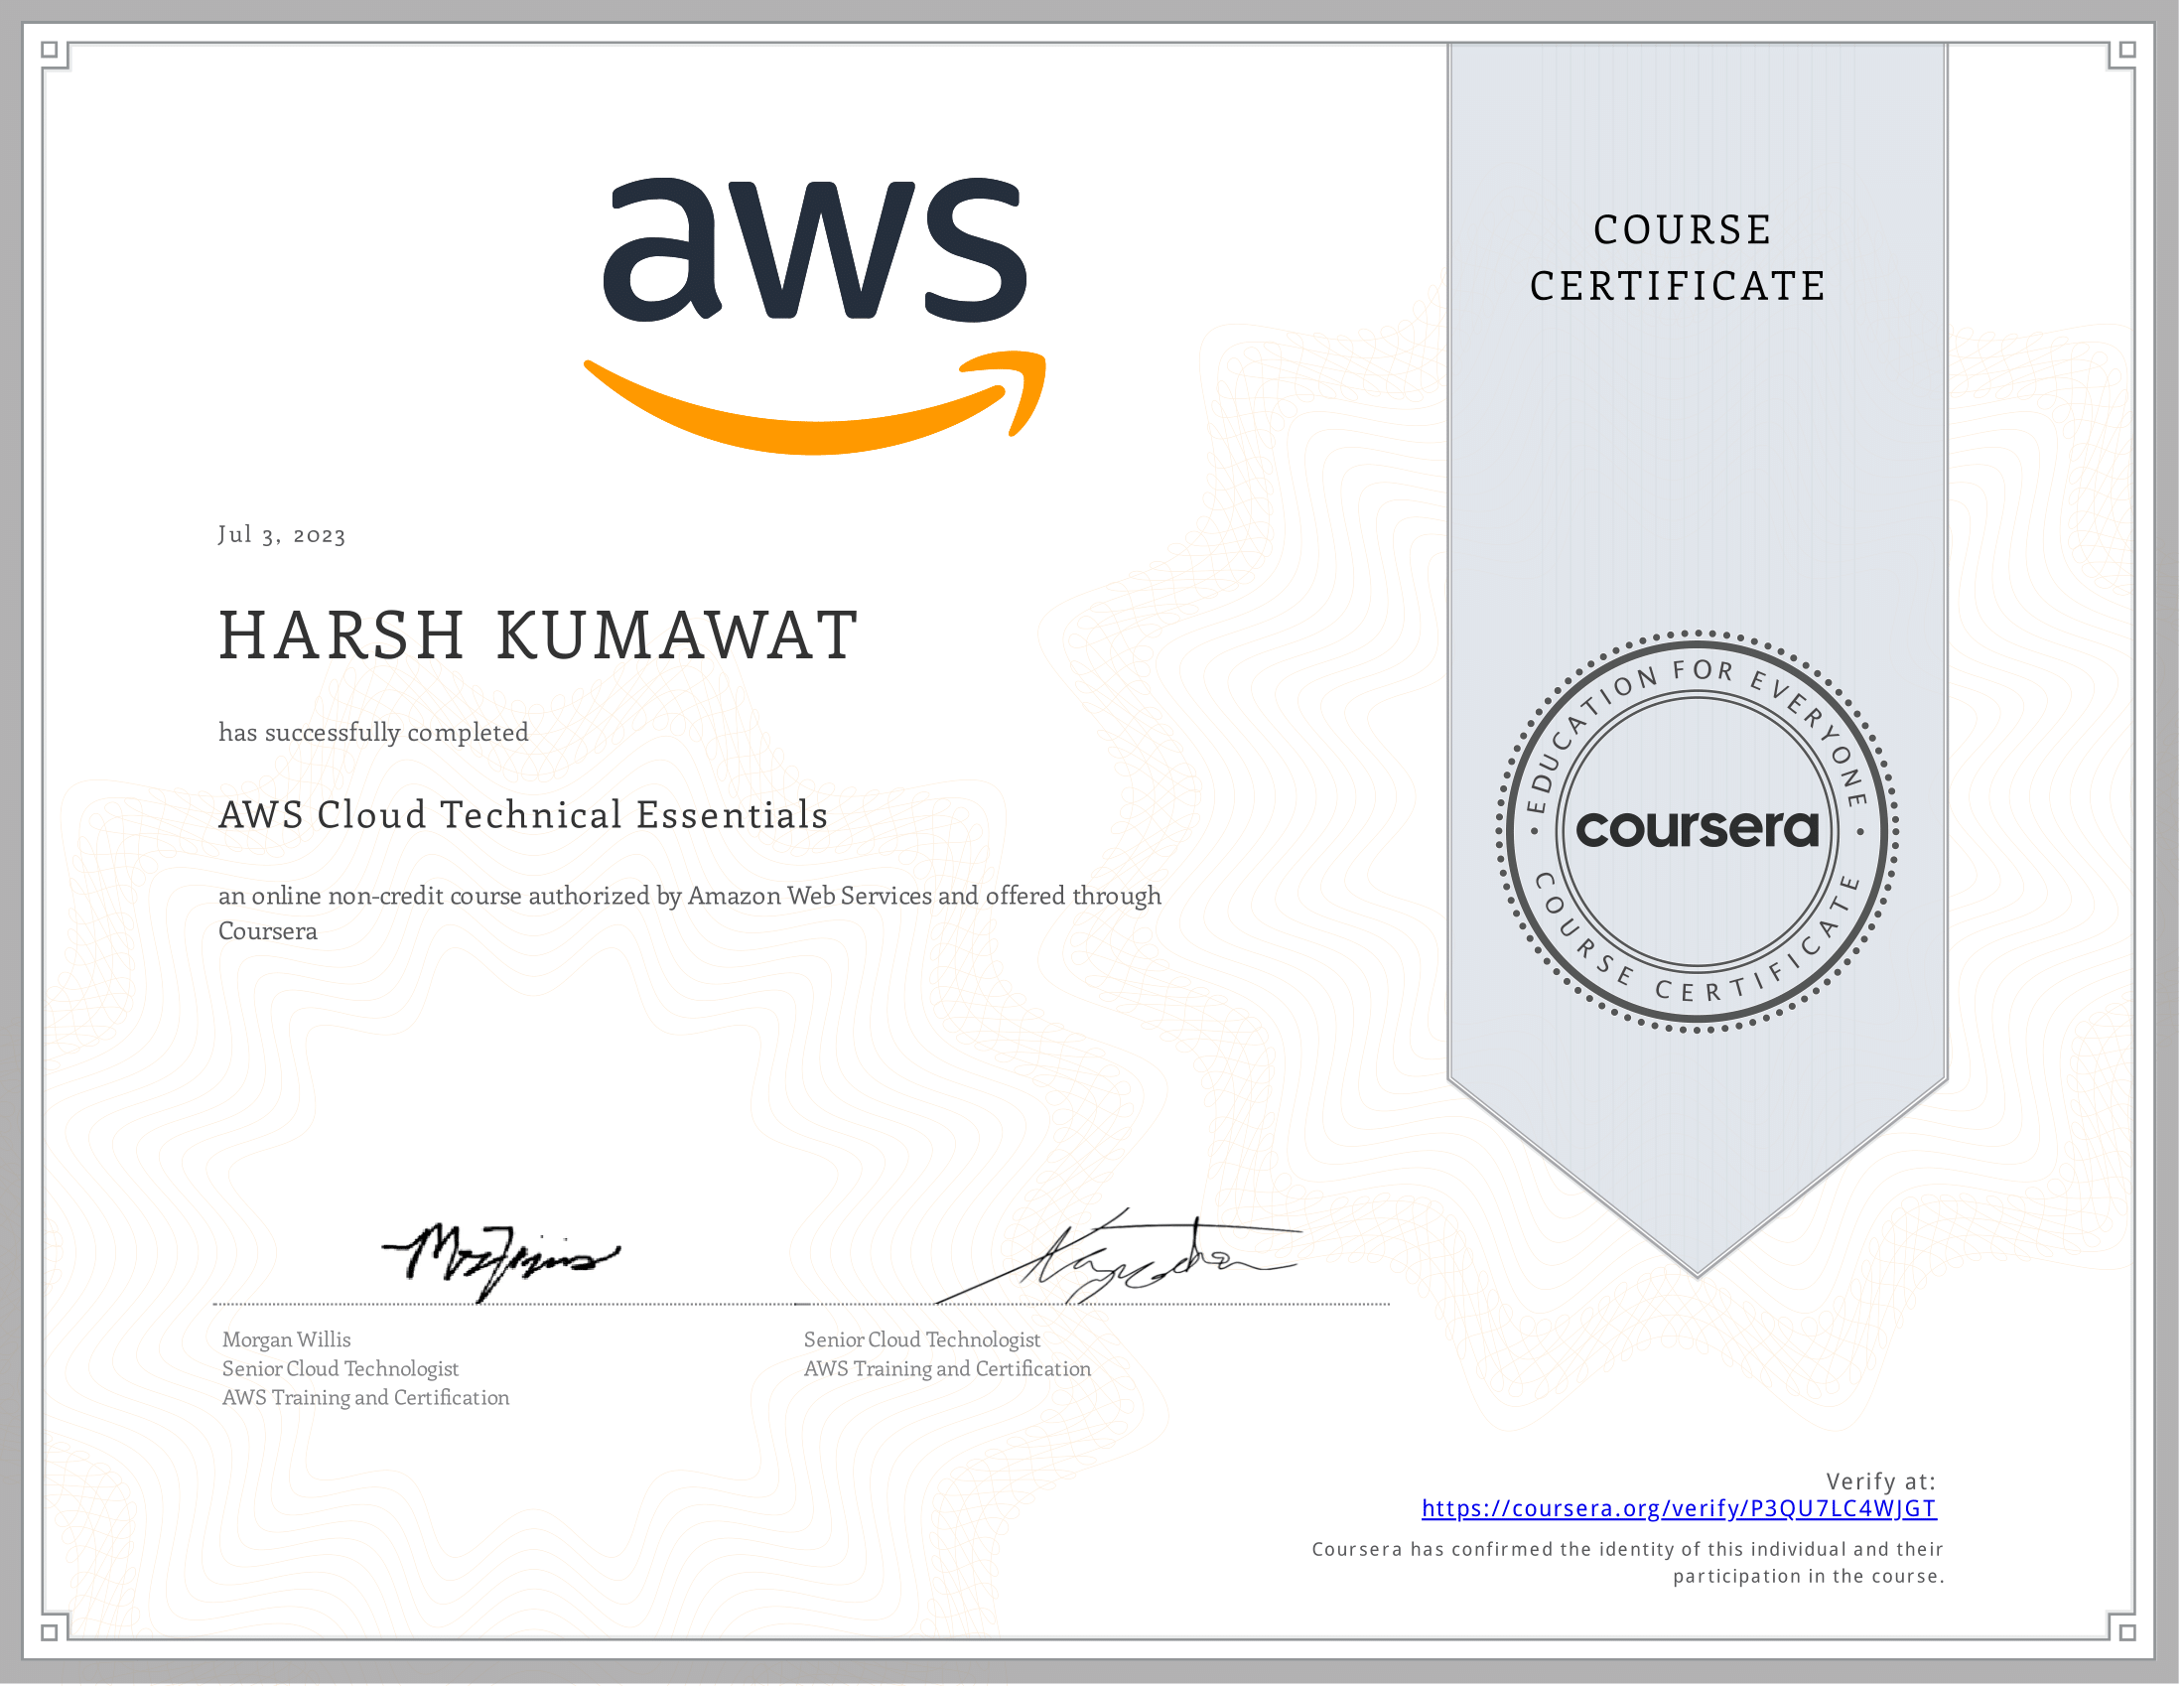 aws
COURSE
CERTIFICATE
Jul 3, 2023
HARSH KUMAWAT
has successfully completed
AWS Cloud Technical Essentials
an online non-credit course authorized by Amazon Web Services and offered through
Coursera
EDUCATION FOR EVERYONE
coursera
COURSE CERTIFICATE
Morgan Willis
Senior Cloud Technologist
AWS Training and Certification
Senior Cloud Technologist
AWS Training and Certification
Verify at:
https://coursera.org/verify/P3QU7LC4WJGT
Coursera has confirmed the identity of this individual and their
participation in the course.